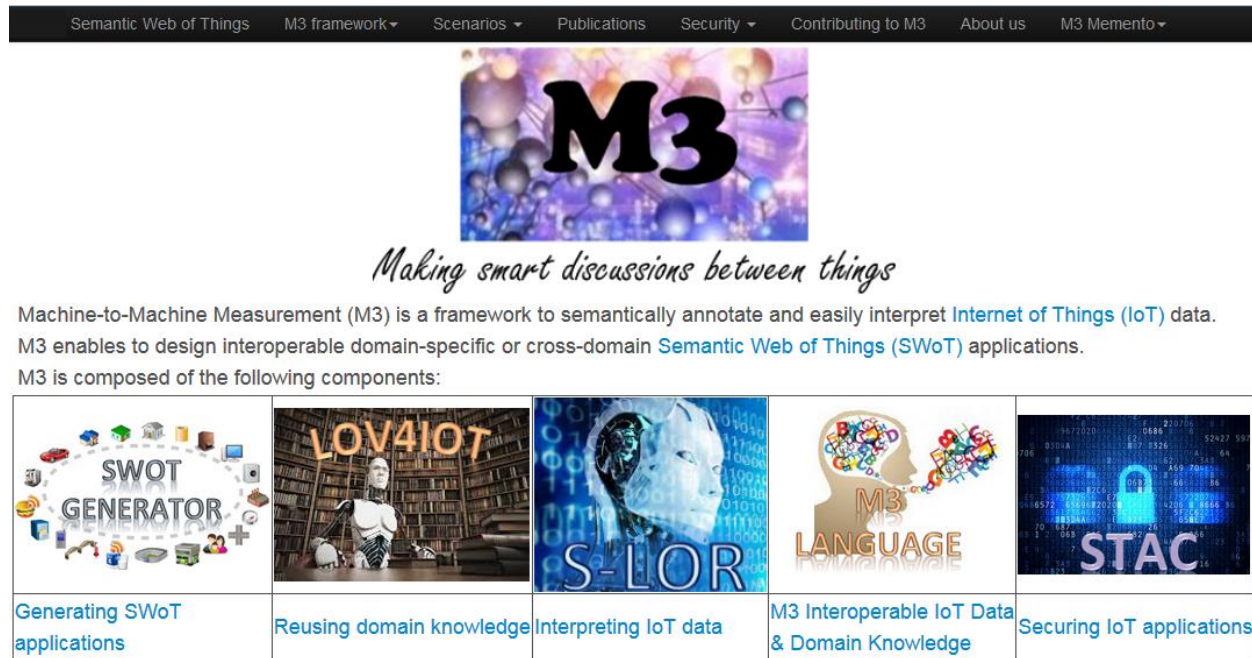 Semantic Web of Things M3 framework Scenarios Publications Security Contributing to M3 About us M3 Memento
M3
Making smart discussions between things
Machine-to-Machine Measurement (M3) is a framework to semantically annotate and easily interpret Internet of Things (IoT) data.
M3 enables to design interoperable domain-specific or cross-domain Semantic Web of Things (SWoT) applications.
M3 is composed of the following components:
SWOT
GENERATOR
LOV4IOT
S-LOR
M3
LANGUAGE
STAC
Generating SWoT
applications
Reusing domain knowledge
Interpreting IoT data
M3 Interoperable IoT Data
& Domain Knowledge
Securing IoT applications